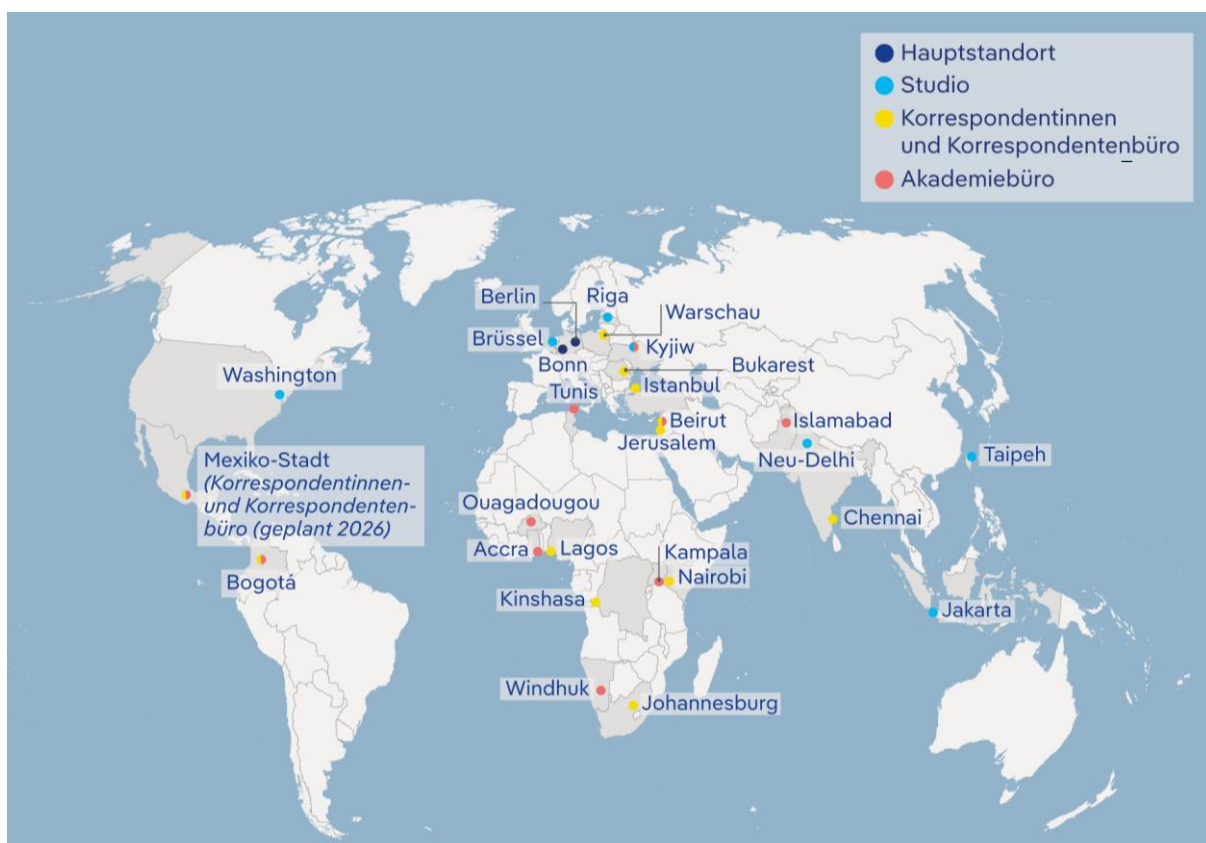 Hauptstandort
Studio
Korrespondentinnen
und Korrespondentenbüro
Akademiebüro
Berlin
Riga
Warschau
Brüssel
Kyjiw
Bonn
Bukarest
Washington
Istanbul
Tunis
Beirut
Islamabad
Jerusalem
Neu-Delhi
Taipeh
Mexiko-Stadt
(Korrespondentinnen-
und Korrespondenten-
büro (geplant 2026)
Ouagadougou
Chennai
Accra
Lagos
Kampala
Bogotá
Nairobi
Kinshasa
Jakarta
Windhuk
Johannesburg